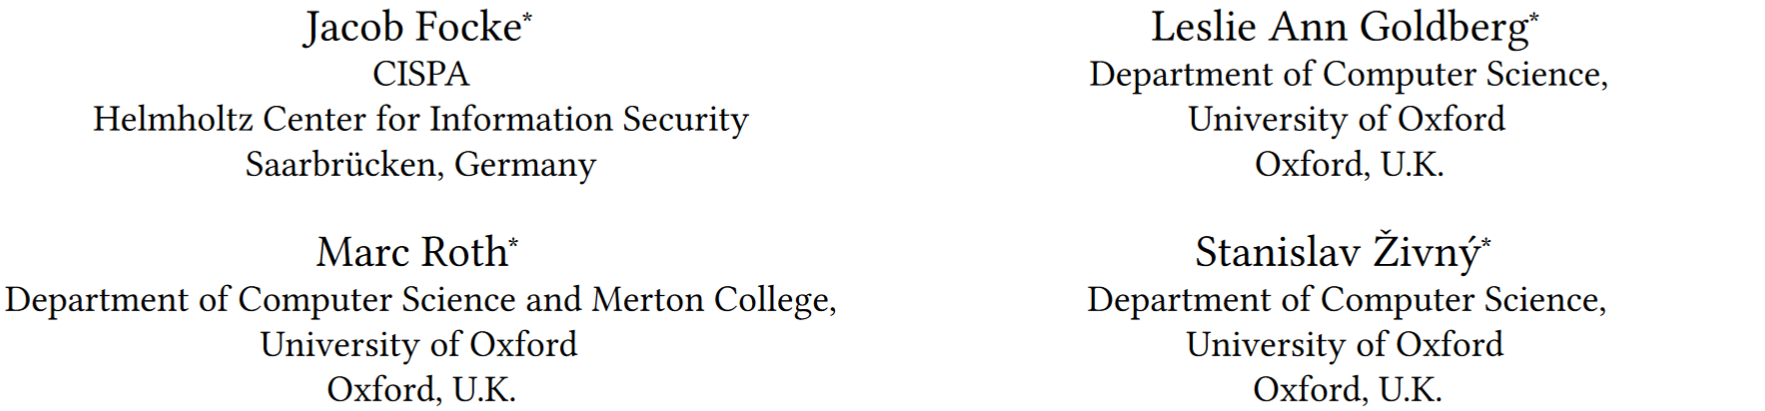 Jacob Focke*
CISPA
Helmholtz Center for Information Security
Saarbrücken, Germany
Leslie Ann Goldberg*
Department of Computer Science,
University of Oxford
Oxford, U.K.
Marc Roth*
Department of Computer Science and Merton College,
University of Oxford
Oxford, U.K.
Stanislav Živný*
Department of Computer Science,
University of Oxford
Oxford, U.K.